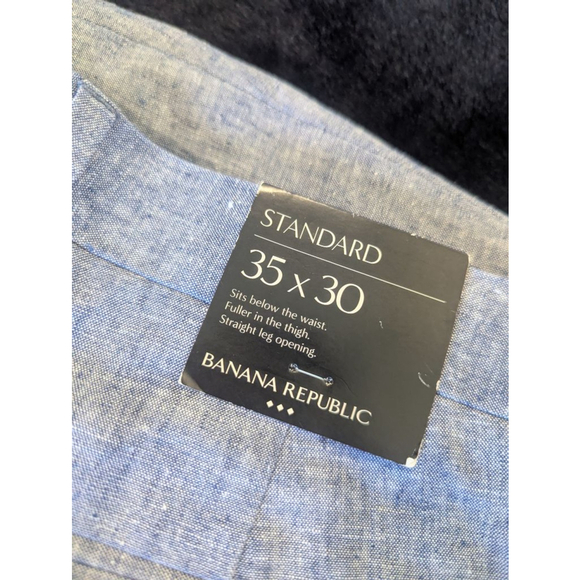 STANDARD
35 x 30
Sits below the waist.
Fuller in the thigh.
Straight leg opening.
BANANA REPUBLIC